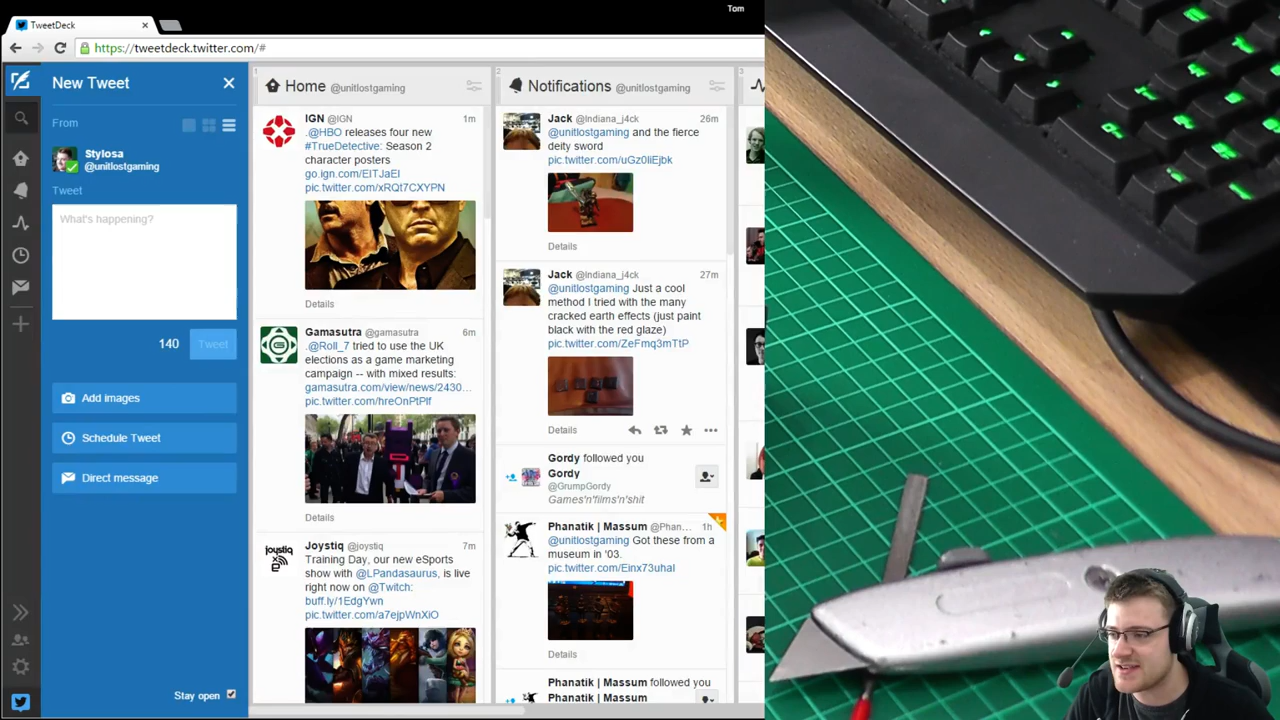 Tom
TweetDeck
https://tweetdeck.twitter.com/#
New Tweet
From
Stylosa
@unitlostgaming
Tweet
What's happening?
140
Tweet
Add images
Schedule Tweet
Direct message
Stay open
1
Home @unitlostgaming
IGN @IGN 1m
.@HBO releases four new
#TrueDetective: Season 2
character posters
go.ign.com/EITJaEI
pic.twitter.com/xRQt7CXYPN
Details
Gamasutra @gamasutra 6m
.@Roll_7 tried to use the UK
elections as a game marketing
campaign -- with mixed results:
gamasutra.com/view/news/2430...
pic.twitter.com/hreOnPtPlf
Details
joystiq
Joystiq @joystiq 7m
Training Day, our new eSports
show with @LPandasaurus, is live
right now on @Twitch:
buff.ly/1EdgYwn
pic.twitter.com/a7ejpWnXiO
2
Notifications @unitlostgaming
Jack @indiana_j4ck 26m
@unitlostgaming and the fierce
deity sword
pic.twitter.com/uGz0liEjbk
Details
Jack @indiana_j4ck 27m
@unitlostgaming Just a cool
method I tried with the many
cracked earth effects (just paint
black with the red glaze)
pic.twitter.com/ZeFmq3mTtP
Details
Gordy followed you
Gordy
@GrumpGordy
Games'n'films'n'shit
Phanatik | Massum @Phan... 1h
@unitlostgaming Got these from a
museum in '03.
pic.twitter.com/Einx73uhaI
Details
Phanatik | Massum followed you
Phanatik | Massum
3